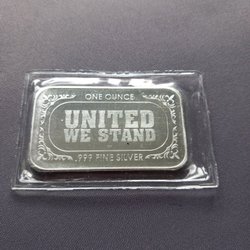 ONE OUNCE
UNITED
WE STAND
.999 FINE SILVER